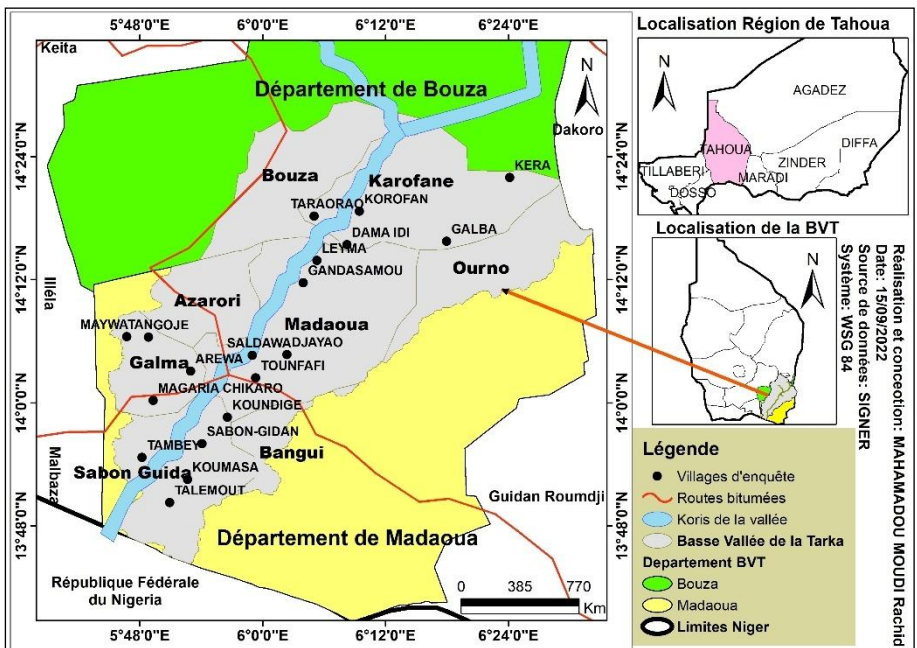 5°48'0"E
6°0'0"E
6°12'0"E
6°24'0"E
Keita
Département de Bouza
N
Dakoro
14°24'0"N
14°24'0"N
KERA
Bouza
Karofane
TARAORAO
KOROFAN
DAMA IDI
GALBA
LEYMA
GANDASAMOU
Ourno
14°12'0"N
14°12'0"N
Illéla
Azarori
Madaoua
MAYWATANGOJE
SALDAWADJAYAO
Galma
AREWA
TOUNFAFI
MAGARIA CHIKARO
14°0'0"N
14°0'0"N
KOUNDIGE
SABON-GIDAN
TAMBEY
Bangui
Malbaza
Sabon Guida
KOUMASA
TALEMOUT
Guidan Roumdji
13°48'0"N
13°48'0"N
Département de Madaoua
République Fédérale
du Nigeria
0 385 770
Km
5°48'0"E
6°0'0"E
6°12'0"E
6°24'0"E
Localisation Région de Tahoua
N
AGADEZ
TAHOUA
DIFFA
ZINDER
TILLABERI
MARADI
DOSSO
Localisation de la BVT
N
Réalisation et conceotion: MAHAMADOU MOUDI Rachid
Date: 15/09/2022
Source de données: SIGNER
Système: WSG 84
Légende
Villages d'enquête
Routes bitumées
Koris de la vallée
Basse Vallée de la Tarka
Departement BVT
Bouza
Madaoua
Limites Niger